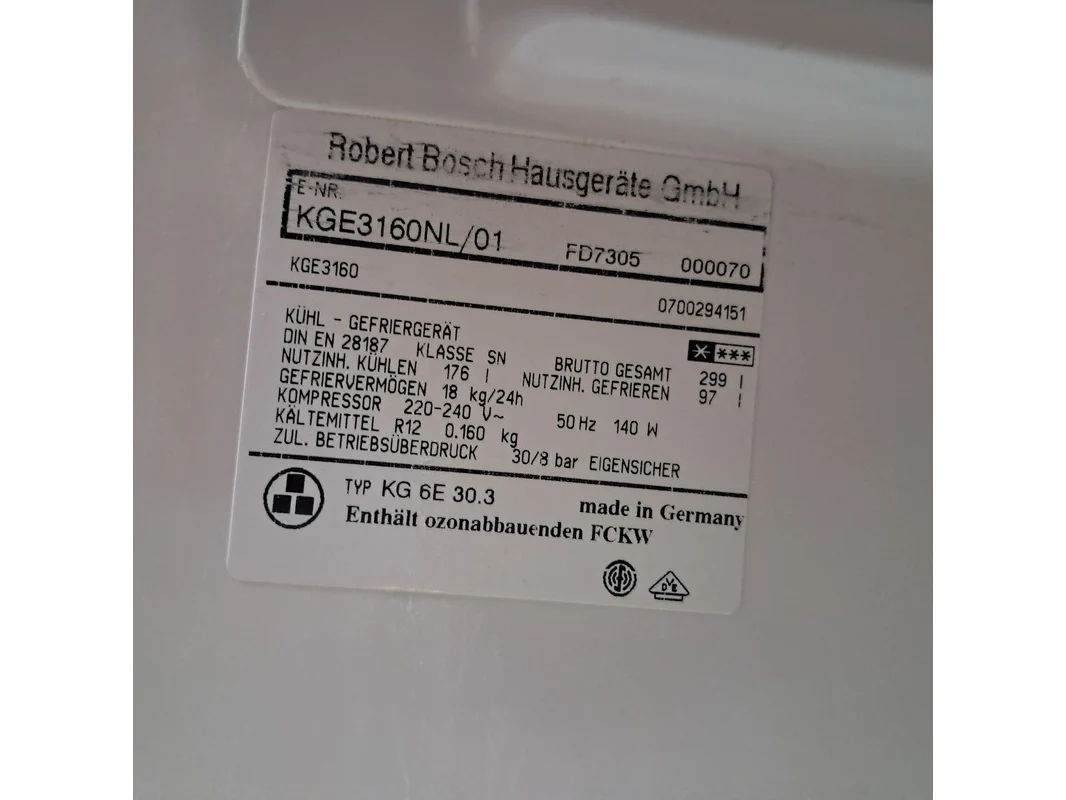 Robert Bosch Hausgeräte GmbH
E-NR.
KGE3160NL/01 FD7305 000070
KGE3160 0700294151
KÜHL - GEFRIERGERÄT
DIN EN 28187 KLASSE SN BRUTTO GESAMT 299 l
NUTZINH. KÜHLEN 176 l NUTZINH. GEFRIEREN 97 l
GEFRIERVERMÖGEN 18 kg/24h
KOMPRESSOR 220-240 V~ 50 Hz 140 W
KÄLTEMITTEL R12 0.160 kg
ZUL. BETRIEBSÜBERDRUCK 30/8 bar EIGENSICHER
TYP KG 6E 30.3 made in Germany
Enthält ozonabbauenden FCKW
DVE